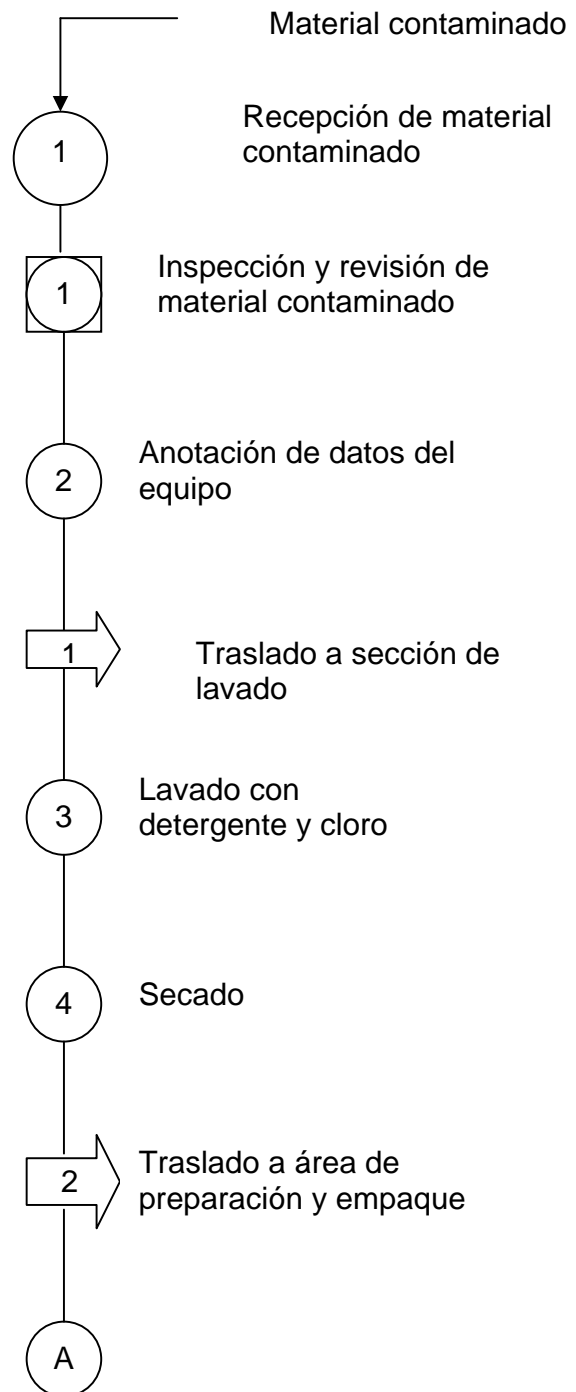 Material contaminado
1
Recepción de material
contaminado
1
Inspección y revisión de
material contaminado
2
Anotación de datos del
equipo
1
Traslado a sección de
lavado
3
Lavado con
detergente y cloro
4
Secado
2
Traslado a área de
preparación y empaque
A